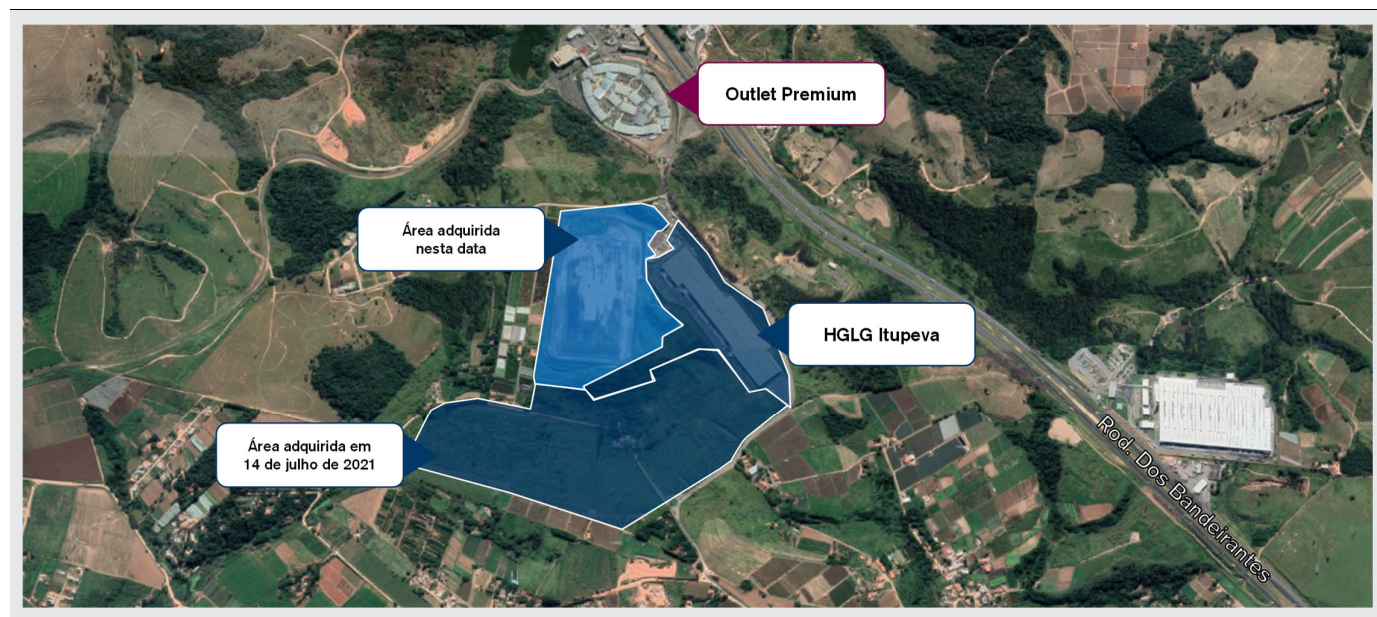 Outlet Premium
Área adquirida
nesta data
HGLG Itupeva
Área adquirida em
14 de julho de 2021
Rod. Dos Bandeirantes